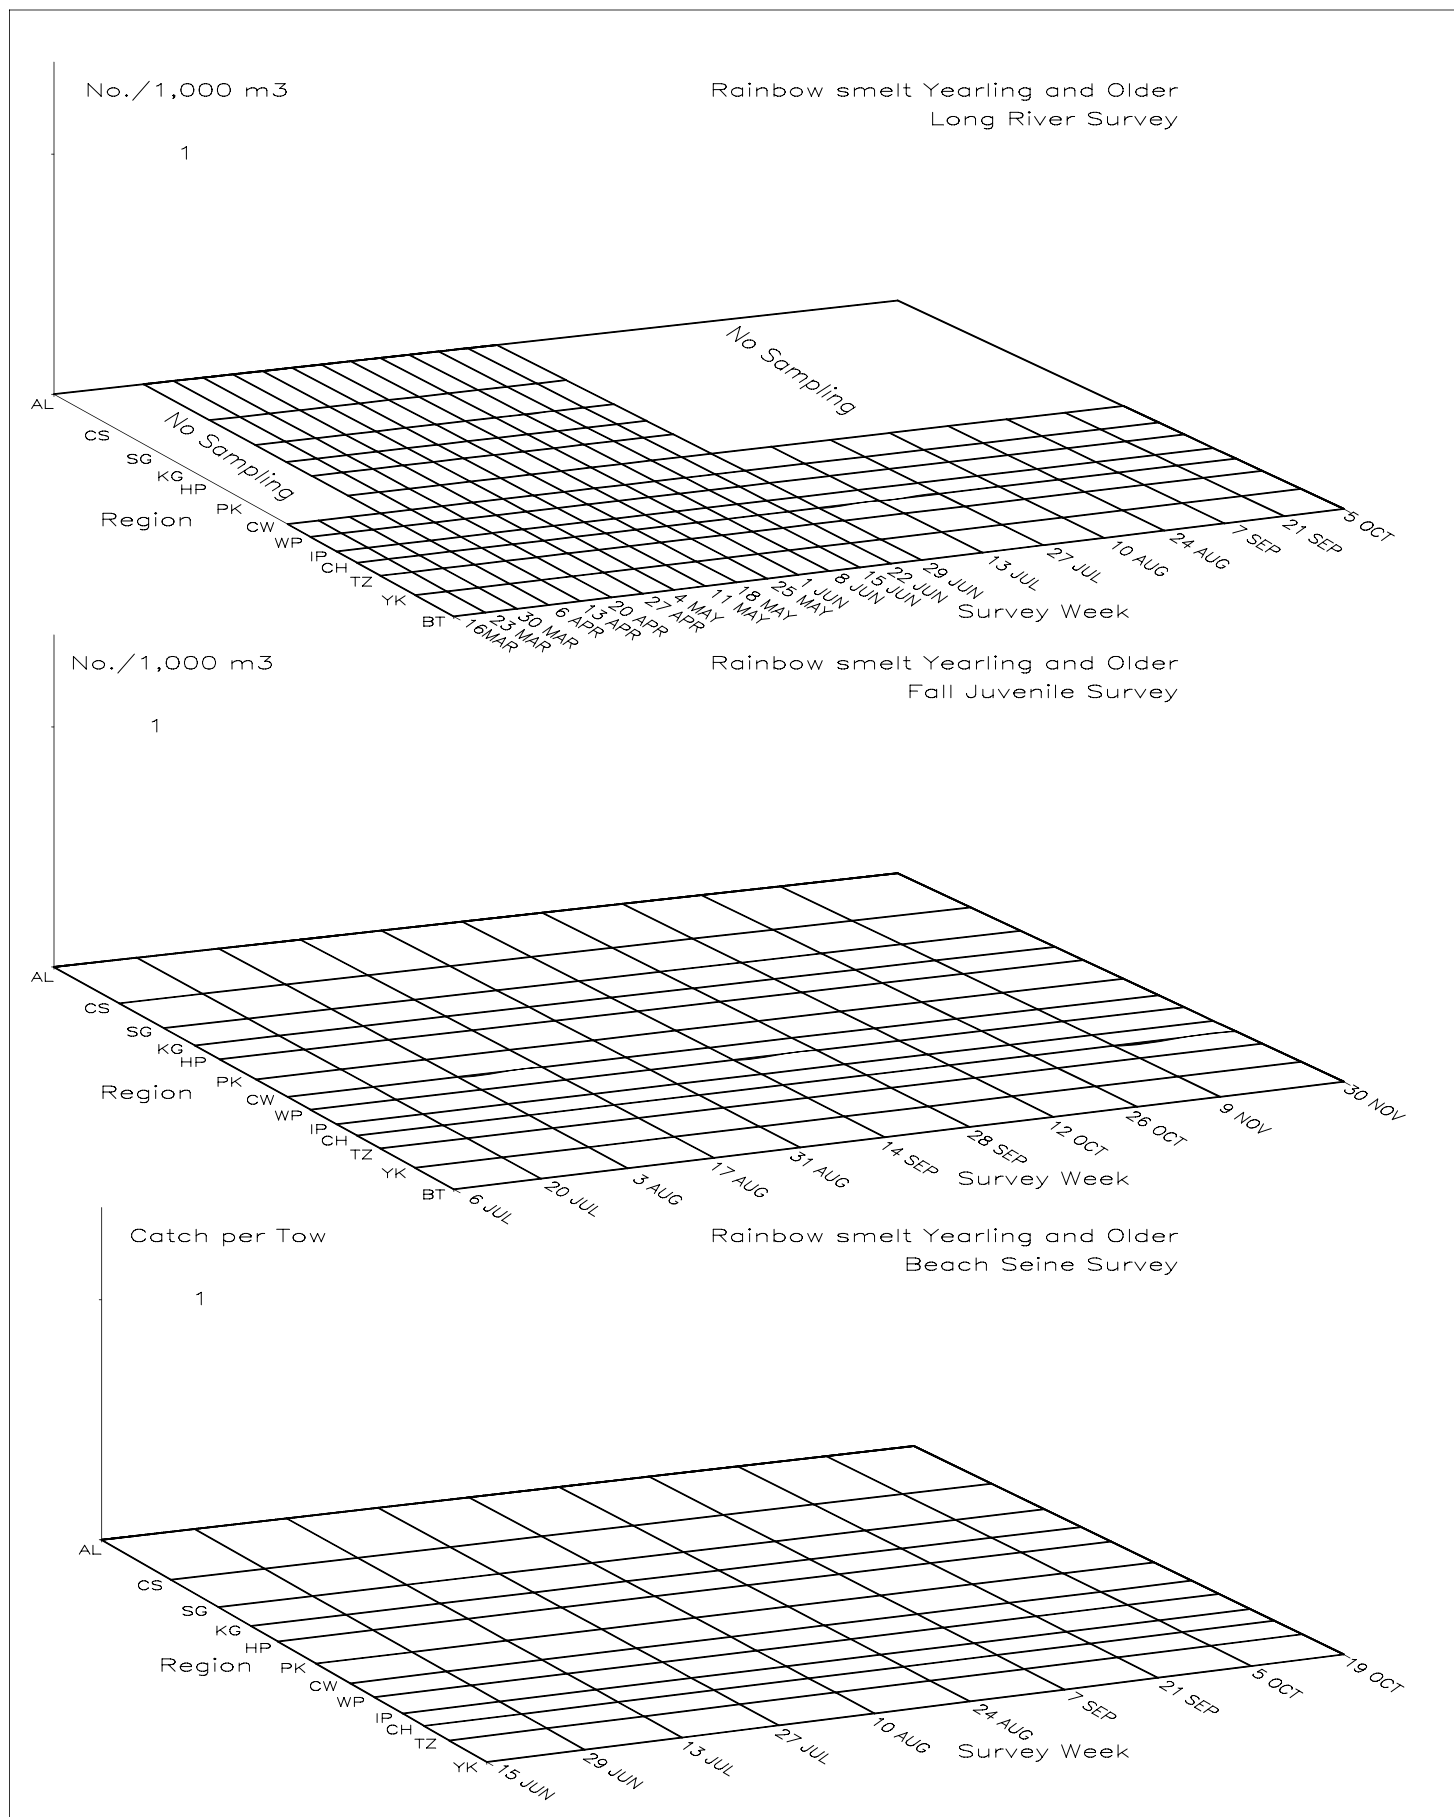 No./1,000 m3
Rainbow smelt Yearling and Older
Long River Survey
1
No Sampling
No Sampling
AL
CS
SG
KG
HP
PK
CW
WP
IP
CH
TZ
YK
BT
Region
16MAR
23 MAR
30 MAR
6 APR
13 APR
20 APR
27 APR
4 MAY
11 MAY
18 MAY
25 MAY
1 JUN
8 JUN
15 JUN
22 JUN
29 JUN
13 JUL
27 JUL
10 AUG
24 AUG
7 SEP
21 SEP
5 OCT
Survey Week
No./1,000 m3
Rainbow smelt Yearling and Older
Fall Juvenile Survey
1
AL
CS
SG
KG
HP
PK
CW
WP
IP
CH
TZ
YK
BT
Region
6 JUL
20 JUL
3 AUG
17 AUG
31 AUG
14 SEP
28 SEP
12 OCT
26 OCT
9 NOV
30 NOV
Survey Week
Catch per Tow
Rainbow smelt Yearling and Older
Beach Seine Survey
1
AL
CS
SG
KG
HP
PK
CW
WP
IP
CH
TZ
YK
Region
15 JUN
29 JUN
13 JUL
27 JUL
10 AUG
24 AUG
7 SEP
21 SEP
5 OCT
19 OCT
Survey Week